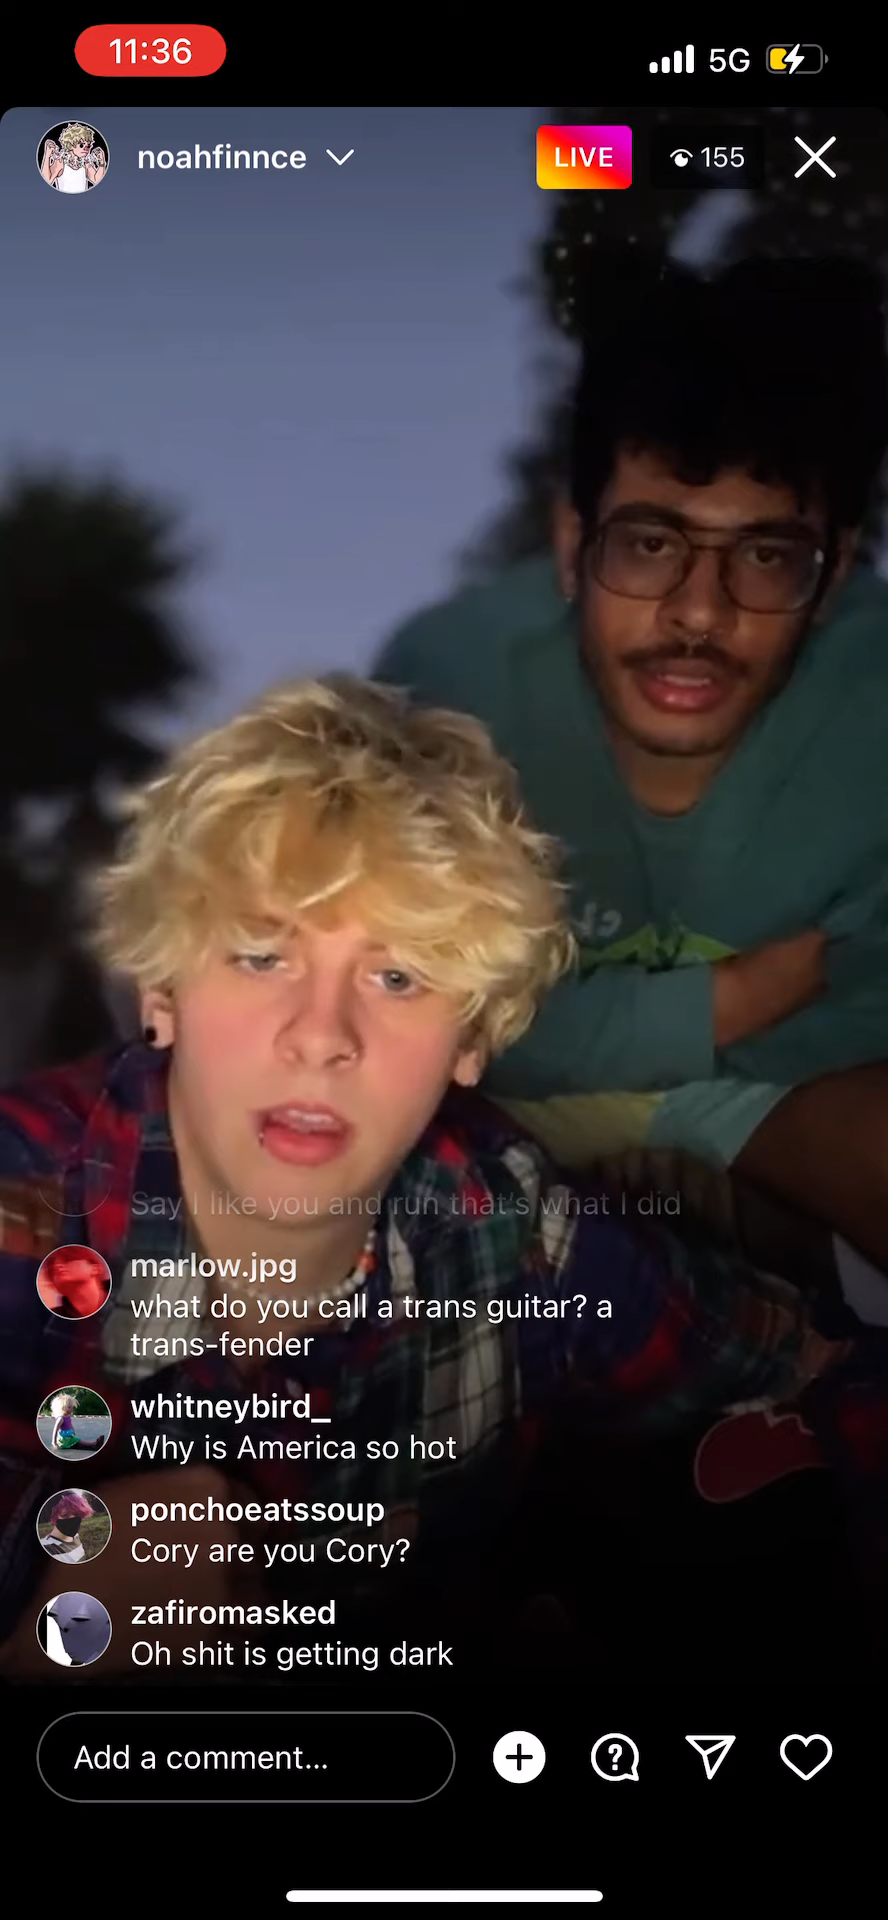 11:36
5G
noahfinnce
LIVE
155
Say I like you and run that's what I did
marlow.jpg
what do you call a trans guitar? a
trans-fender
whitneybird_
Why is America so hot
ponchoeatssoup
Cory are you Cory?
zafiromasked
Oh shit is getting dark
Add a comment...